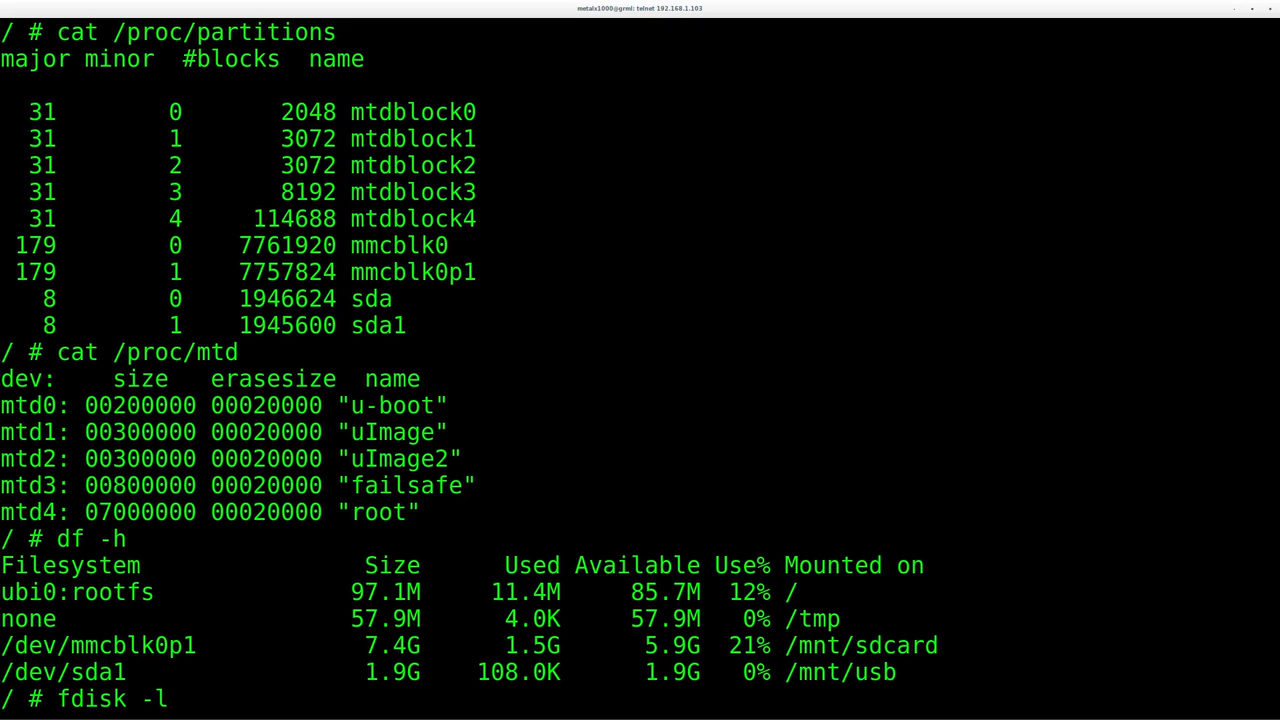 metalx1000@grml: telnet 192.168.1.103
/ # cat /proc/partitions
major minor  #blocks  name

  31        0       2048 mtdblock0
  31        1       3072 mtdblock1
  31        2       3072 mtdblock2
  31        3       8192 mtdblock3
  31        4     114688 mtdblock4
 179        0    7761920 mmcblk0
 179        1    7757824 mmcblk0p1
   8        0    1946624 sda
   8        1    1945600 sda1
/ # cat /proc/mtd
dev:    size   erasesize  name
mtd0: 00200000 00020000 "u-boot"
mtd1: 00300000 00020000 "uImage"
mtd2: 00300000 00020000 "uImage2"
mtd3: 00800000 00020000 "failsafe"
mtd4: 07000000 00020000 "root"
/ # df -h
Filesystem                Size      Used Available Use% Mounted on
ubi0:rootfs              97.1M     11.4M     85.7M  12% /
none                     57.9M      4.0K     57.9M   0% /tmp
/dev/mmcblk0p1            7.4G      1.5G      5.9G  21% /mnt/sdcard
/dev/sda1                 1.9G    108.0K      1.9G   0% /mnt/usb
/ # fdisk -l